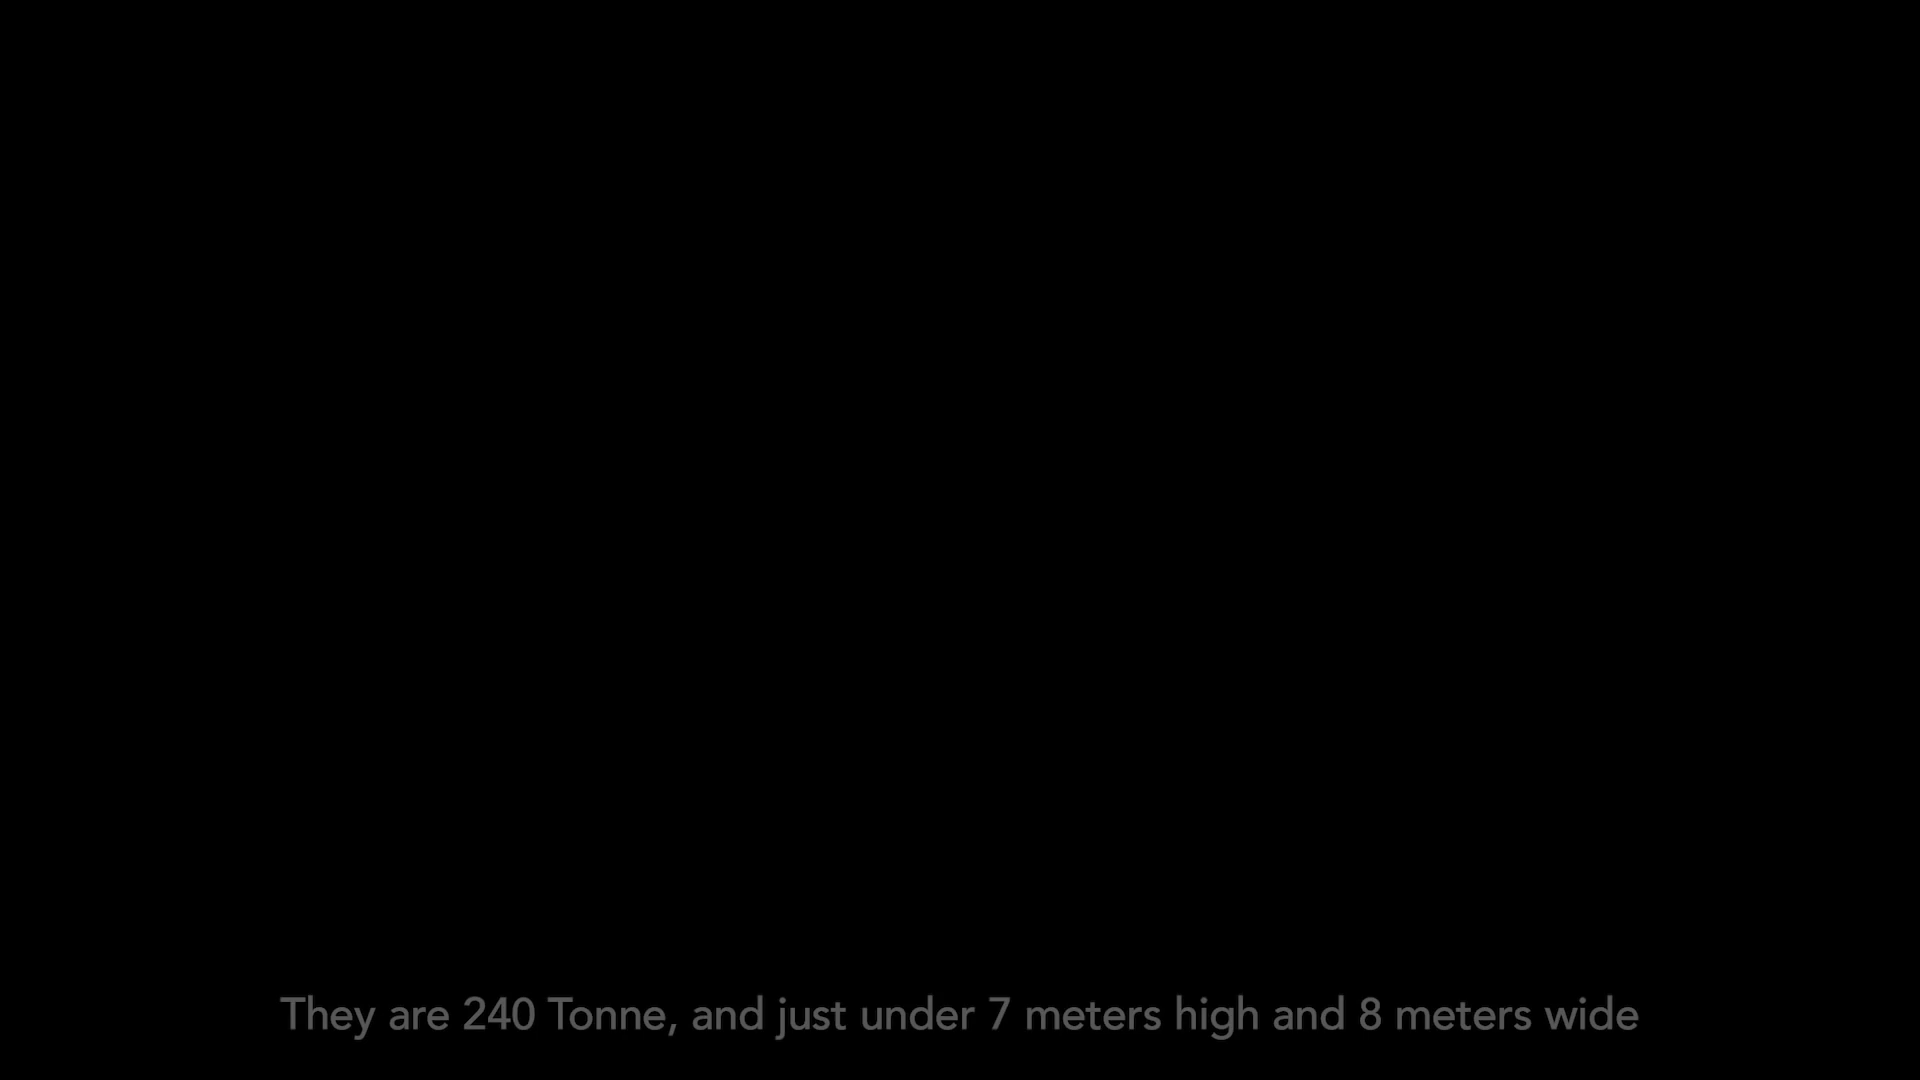 They are 240 Tonne, and just under 7 meters high and 8 meters wide